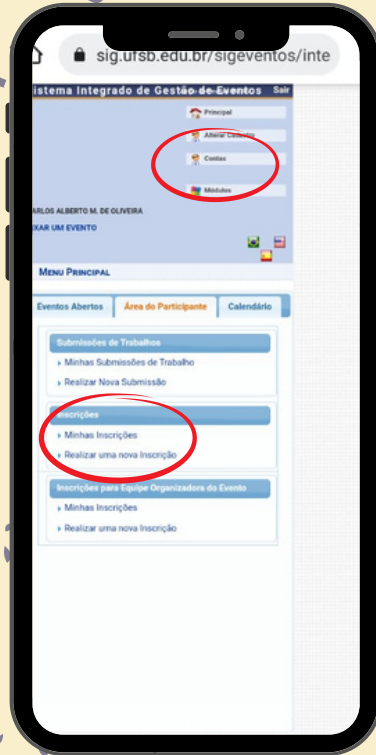 sig.ufsb.edu.br/sigeventos/inte
istema Integrado de Gestão de Eventos Sair
Principal
Alterar Cadastro
Contas
Módulos
ARLOS ALBERTO M. DE OLIVEIRA
IXAR UM EVENTO
MENU PRINCIPAL
Eventos Abertos Área do Participante Calendário
Submissões de Trabalhos
Minhas Submissões de Trabalho
Realizar Nova Submissão
Inscrições
Minhas Inscrições
Realizar uma nova Inscrição
Inscrições para Equipe Organizadora do Evento
Minhas Inscrições
Realizar uma nova Inscrição